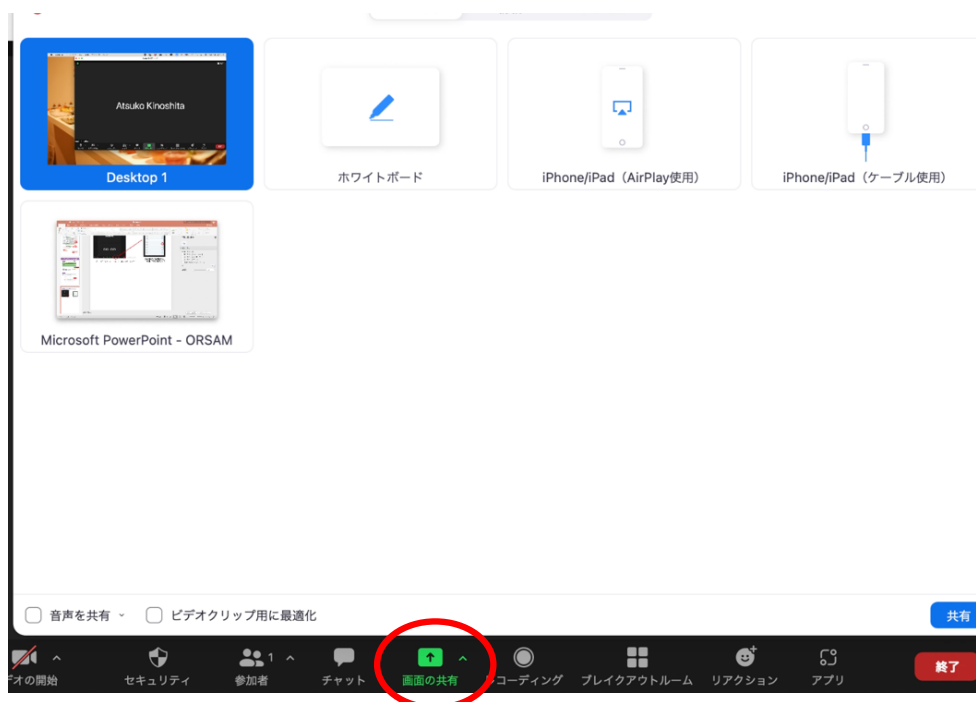 Atsuko Kinoshita
Desktop 1
ホワイトボード
iPhone/iPad（AirPlay使用）
iPhone/iPad（ケーブル使用）
Microsoft PowerPoint - ORSAM
音声を共有
ビデオクリップ用に最適化
共有
1
デオの開始
セキュリティ
参加者
チャット
画面の共有
レコーディング
ブレイクアウトルーム
リアクション
アプリ
終了